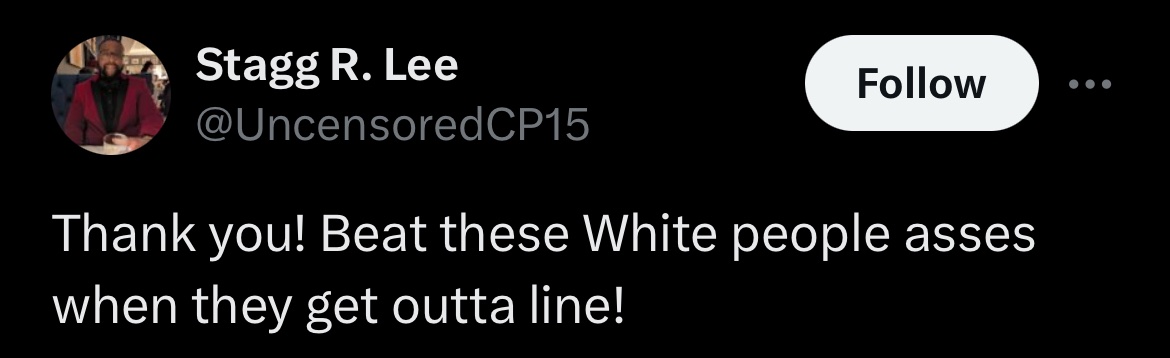 Stagg R. Lee
Follow
@UncensoredCP15
Thank you! Beat these White people asses
when they get outta line!